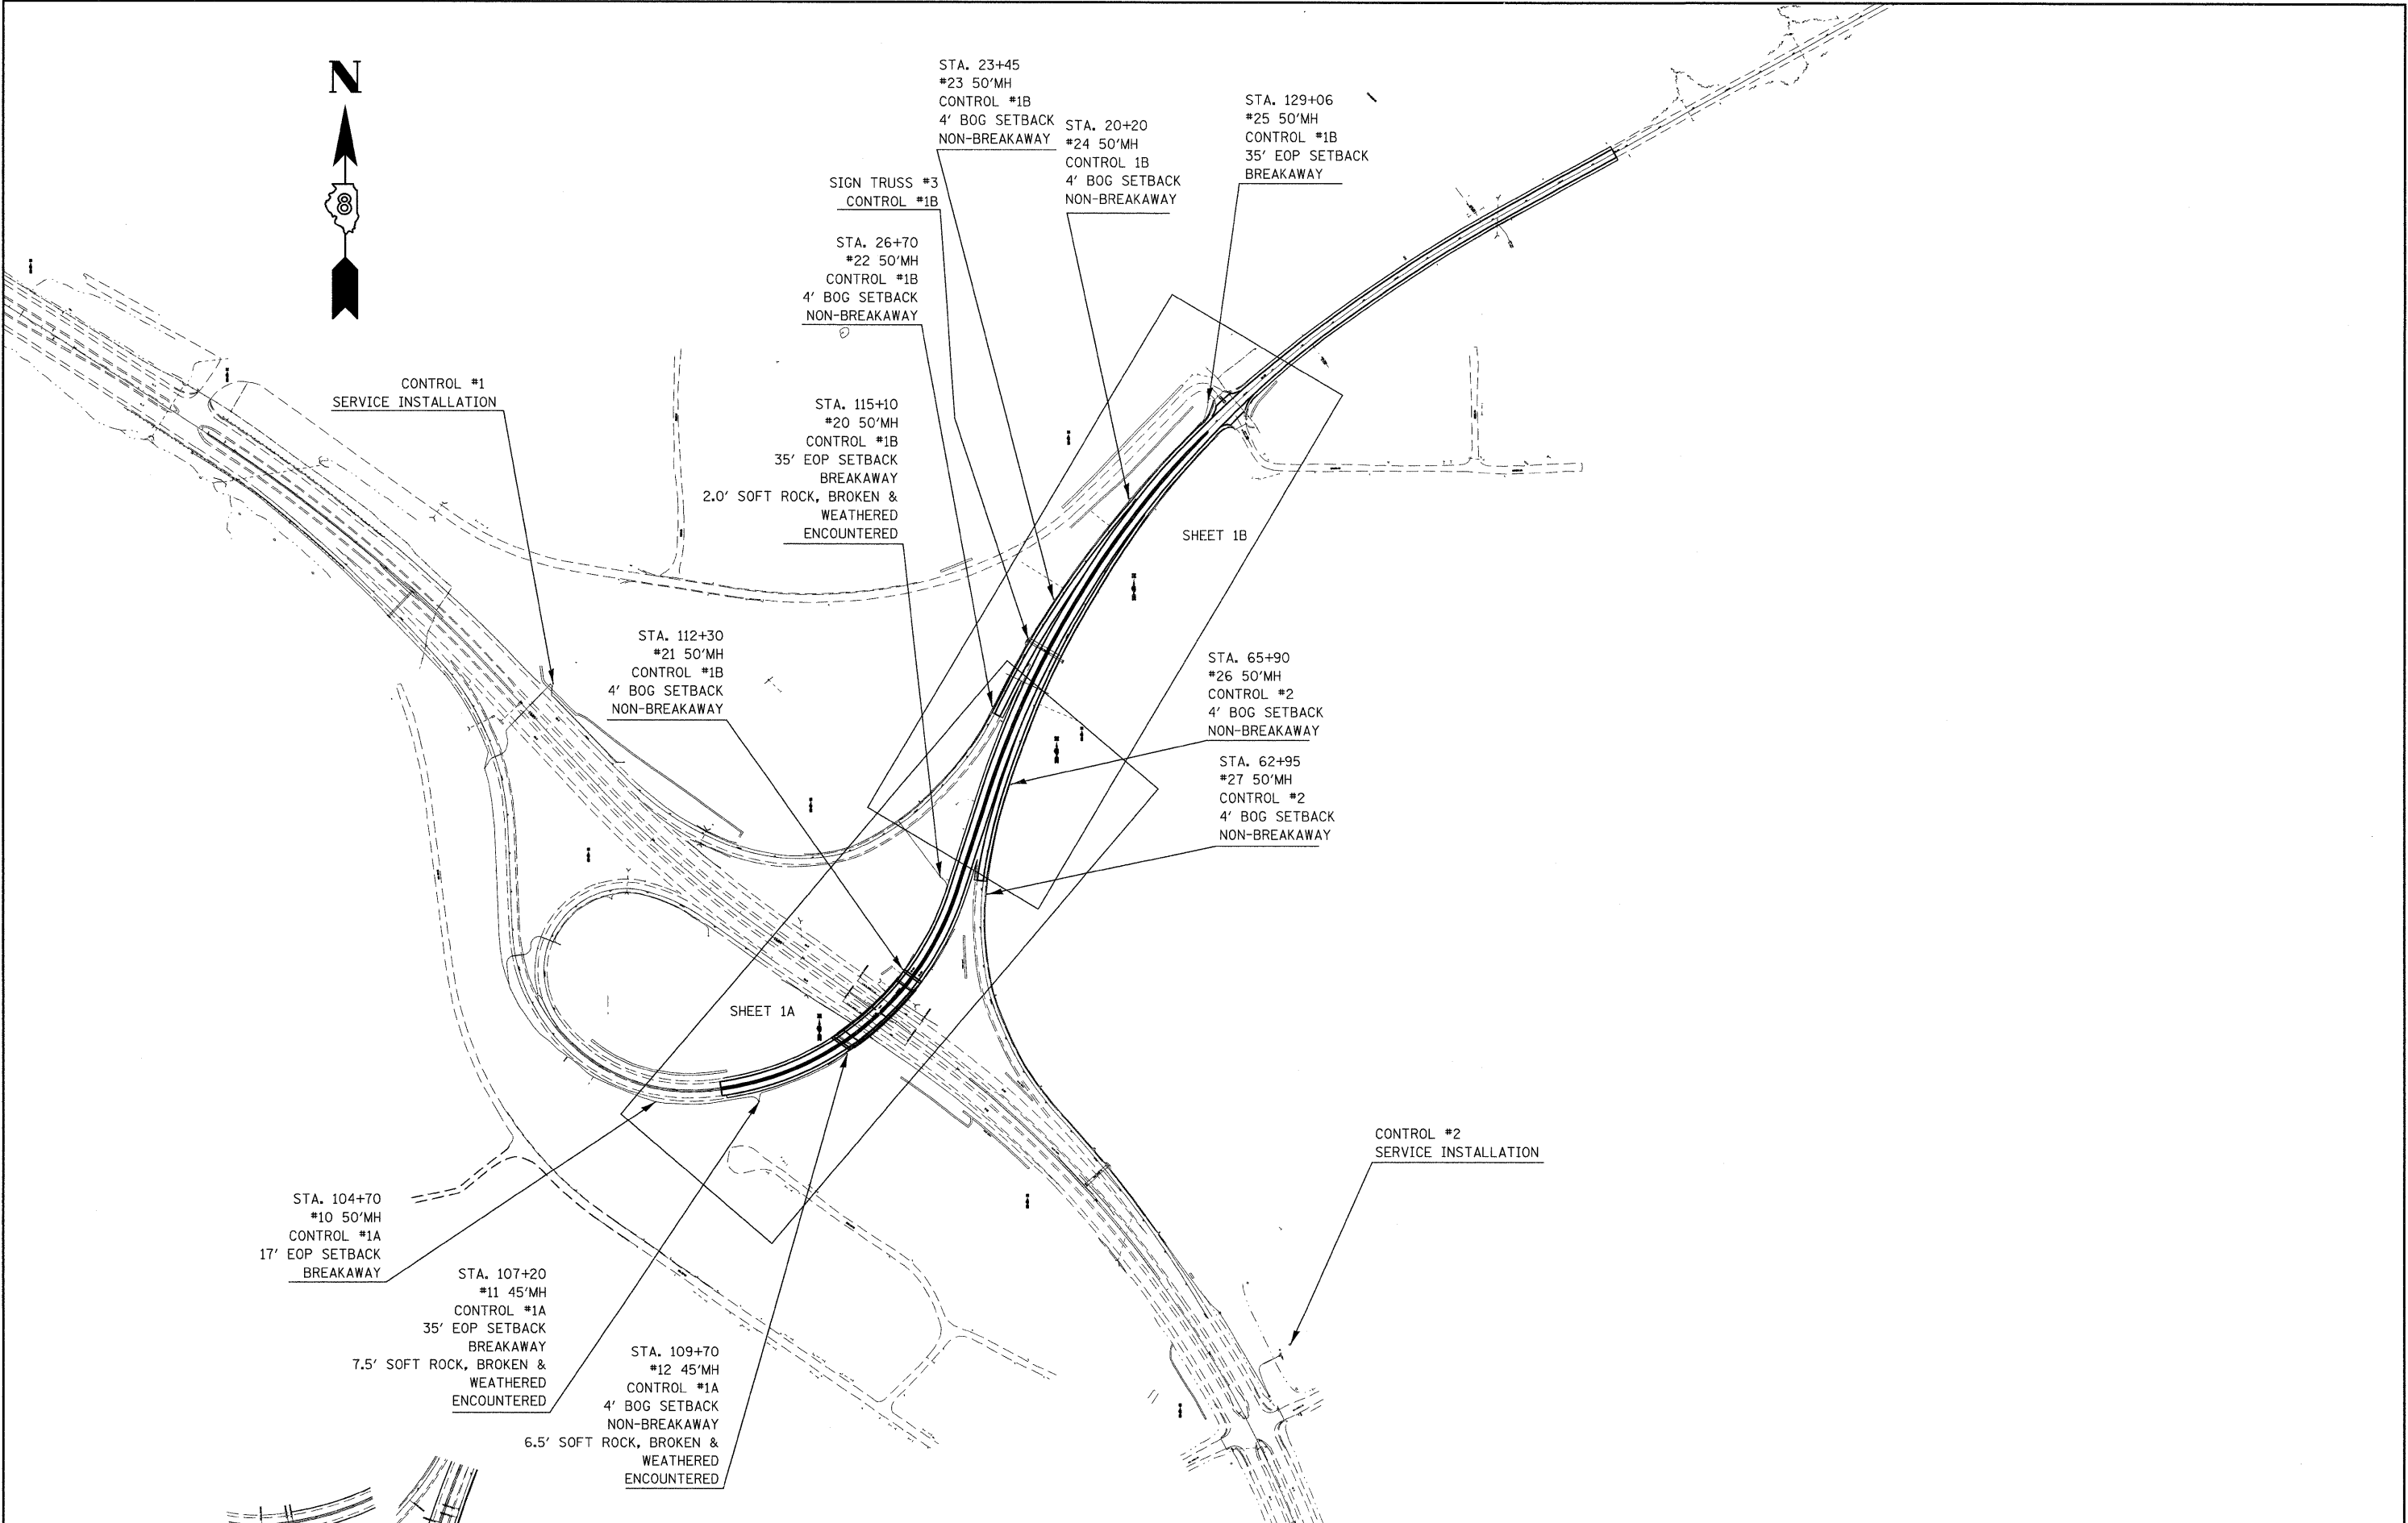 N
8
STA. 23+45
#23 50'MH
CONTROL #1B
4' BOG SETBACK
NON-BREAKAWAY
STA. 20+20
#24 50'MH
CONTROL 1B
4' BOG SETBACK
NON-BREAKAWAY
STA. 129+06
#25 50'MH
CONTROL #1B
35' EOP SETBACK
BREAKAWAY
SIGN TRUSS #3
CONTROL #1B
STA. 26+70
#22 50'MH
CONTROL #1B
4' BOG SETBACK
NON-BREAKAWAY
CONTROL #1
SERVICE INSTALLATION
STA. 115+10
#20 50'MH
CONTROL #1B
35' EOP SETBACK
BREAKAWAY
2.0' SOFT ROCK, BROKEN &
WEATHERED
ENCOUNTERED
SHEET 1B
STA. 112+30
#21 50'MH
CONTROL #1B
4' BOG SETBACK
NON-BREAKAWAY
STA. 65+90
#26 50'MH
CONTROL #2
4' BOG SETBACK
NON-BREAKAWAY
STA. 62+95
#27 50'MH
CONTROL #2
4' BOG SETBACK
NON-BREAKAWAY
SHEET 1A
CONTROL #2
SERVICE INSTALLATION
STA. 104+70
#10 50'MH
CONTROL #1A
17' EOP SETBACK
BREAKAWAY
STA. 107+20
#11 45'MH
CONTROL #1A
35' EOP SETBACK
BREAKAWAY
7.5' SOFT ROCK, BROKEN &
WEATHERED
ENCOUNTERED
STA. 109+70
#12 45'MH
CONTROL #1A
4' BOG SETBACK
NON-BREAKAWAY
6.5' SOFT ROCK, BROKEN &
WEATHERED
ENCOUNTERED